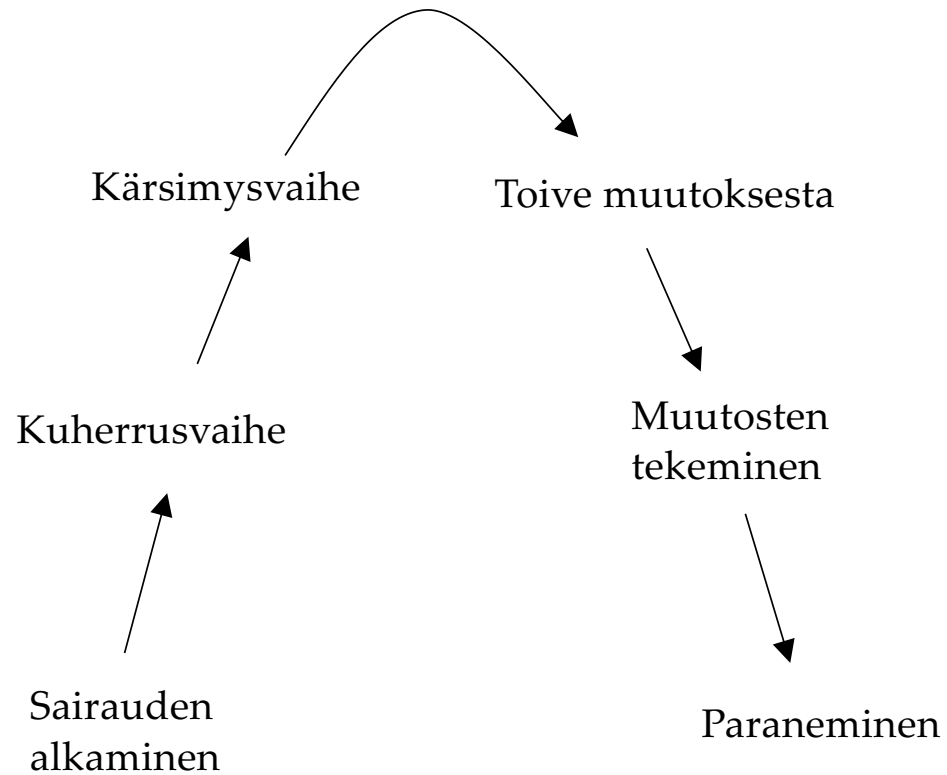 Kärsimysvaihe
Toive muutoksesta
Kuherrusvaihe
Muutosten
tekeminen
Sairauden
alkaminen
Paraneminen